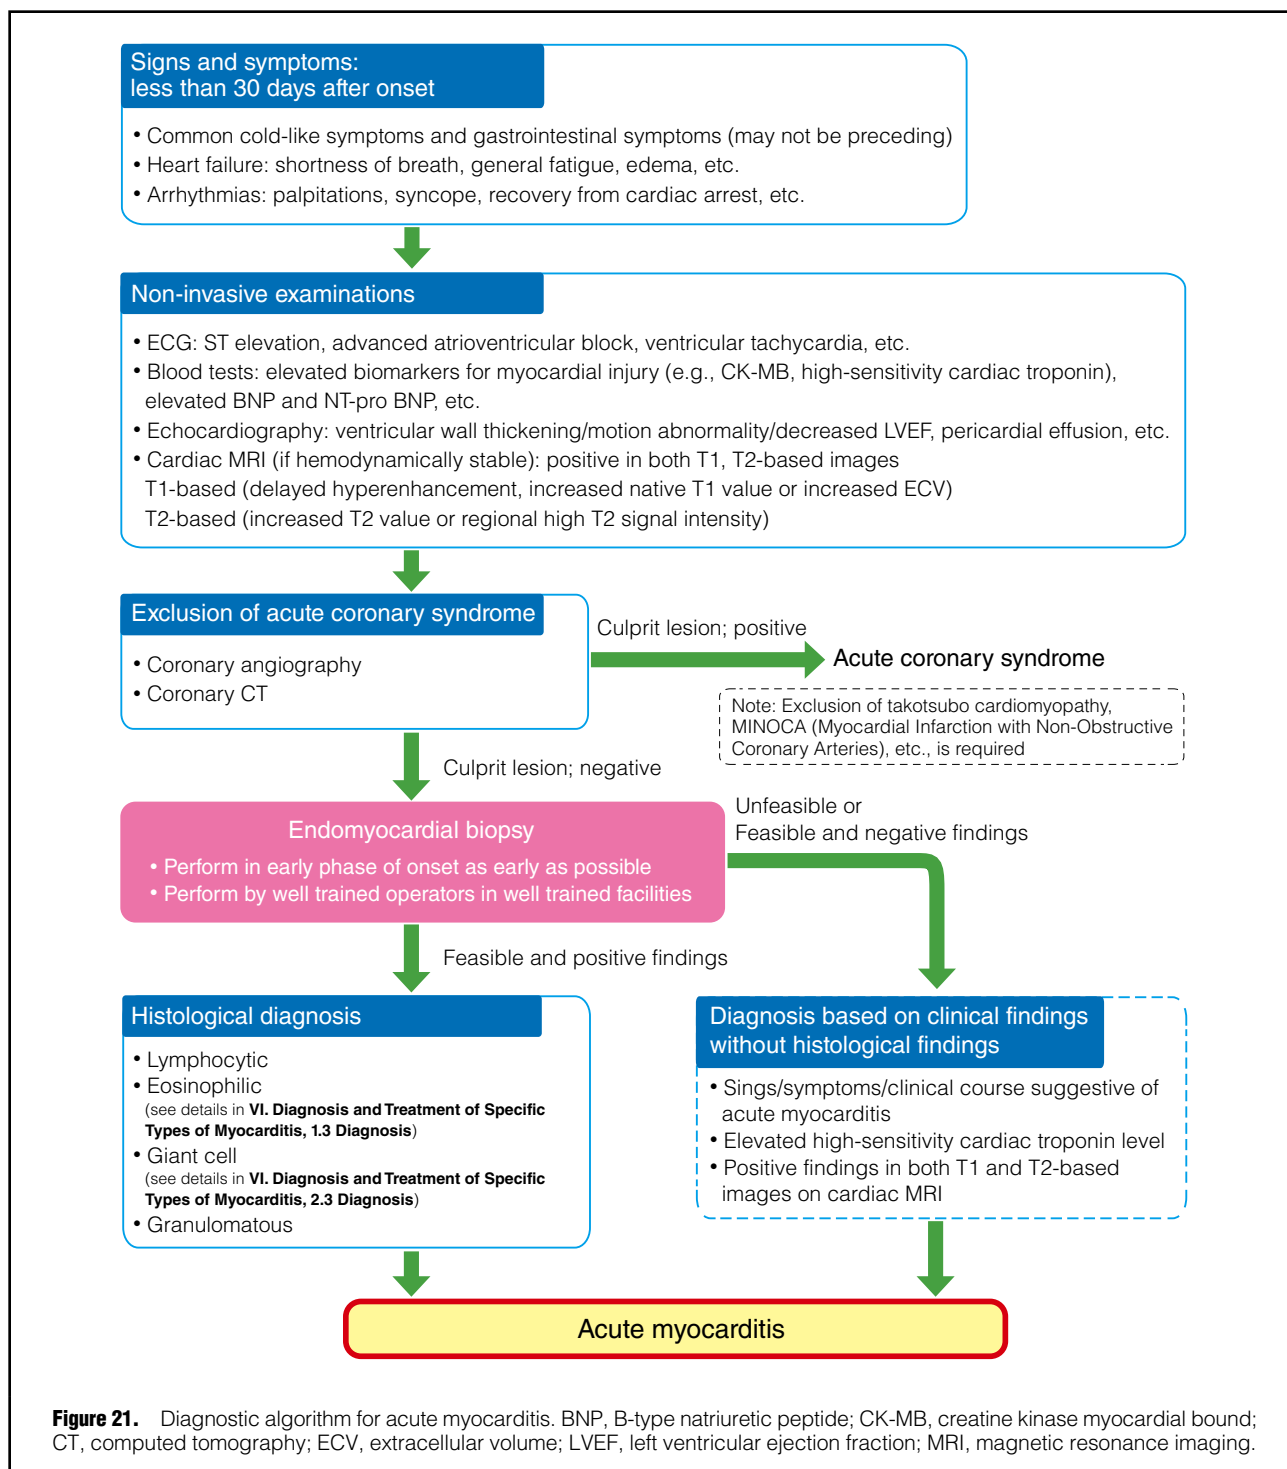 Signs and symptoms:
less than 30 days after onset
• Common cold-like symptoms and gastrointestinal symptoms (may not be preceding)
• Heart failure: shortness of breath, general fatigue, edema, etc.
• Arrhythmias: palpitations, syncope, recovery from cardiac arrest, etc.
Non-invasive examinations
• ECG: ST elevation, advanced atrioventricular block, ventricular tachycardia, etc.
• Blood tests: elevated biomarkers for myocardial injury (e.g., CK-MB, high-sensitivity cardiac troponin),
elevated BNP and NT-pro BNP, etc.
• Echocardiography: ventricular wall thickening/motion abnormality/decreased LVEF, pericardial effusion, etc.
• Cardiac MRI (if hemodynamically stable): positive in both T1, T2-based images
T1-based (delayed hyperenhancement, increased native T1 value or increased ECV)
T2-based (increased T2 value or regional high T2 signal intensity)
Exclusion of acute coronary syndrome
• Coronary angiography
• Coronary CT
Culprit lesion; positive
Acute coronary syndrome
Note: Exclusion of takotsubo cardiomyopathy,
MINOCA (Myocardial Infarction with Non-Obstructive
Coronary Arteries), etc., is required
Culprit lesion; negative
Endomyocardial biopsy
• Perform in early phase of onset as early as possible
• Perform by well trained operators in well trained facilities
Unfeasible or
Feasible and negative findings
Feasible and positive findings
Histological diagnosis
• Lymphocytic
• Eosinophilic
(see details in VI. Diagnosis and Treatment of Specific
Types of Myocarditis, 1.3 Diagnosis)
• Giant cell
(see details in VI. Diagnosis and Treatment of Specific
Types of Myocarditis, 2.3 Diagnosis)
• Granulomatous
Diagnosis based on clinical findings
without histological findings
• Sings/symptoms/clinical course suggestive of
acute myocarditis
• Elevated high-sensitivity cardiac troponin level
• Positive findings in both T1 and T2-based
images on cardiac MRI
Acute myocarditis
Figure 21. Diagnostic algorithm for acute myocarditis. BNP, B-type natriuretic peptide; CK-MB, creatine kinase myocardial bound;
CT, computed tomography; ECV, extracellular volume; LVEF, left ventricular ejection fraction; MRI, magnetic resonance imaging.